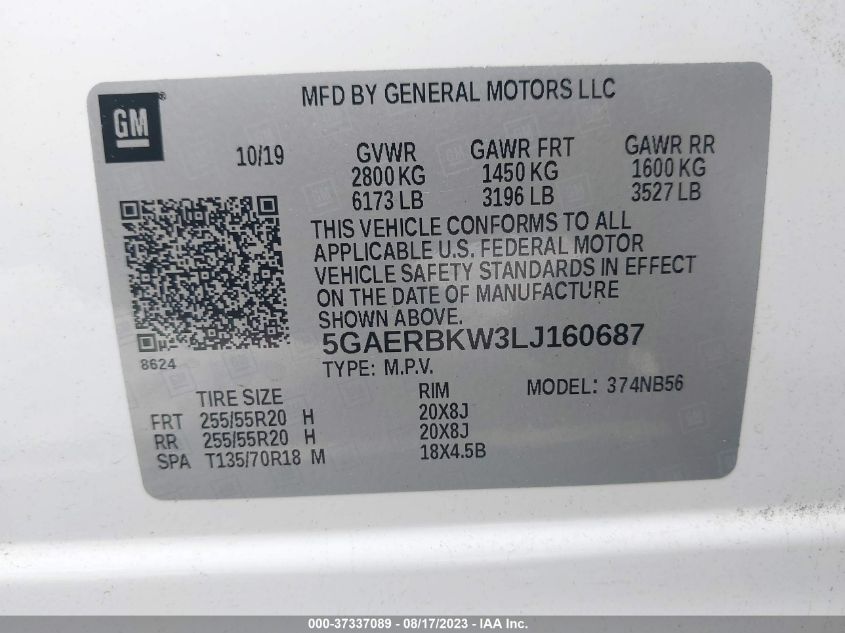 MFD BY GENERAL MOTORS LLC
GM
10/19 GVWR GAWR FRT GAWR RR
2800 KG 1450 KG 1600 KG
6173 LB 3196 LB 3527 LB
THIS VEHICLE CONFORMS TO ALL
APPLICABLE U.S. FEDERAL MOTOR
VEHICLE SAFETY STANDARDS IN EFFECT
ON THE DATE OF MANUFACTURE
SHOWN ABOVE.
5GAERBKW3LJ160687
8624
TYPE: M.P.V.
TIRE SIZE RIM MODEL: 374NB56
FRT 255/55R20 H 20X8J
RR 255/55R20 H 20X8J
SPA T135/70R18 M 18X4.5B
000-37337089 - 08/17/2023 - IAA Inc.